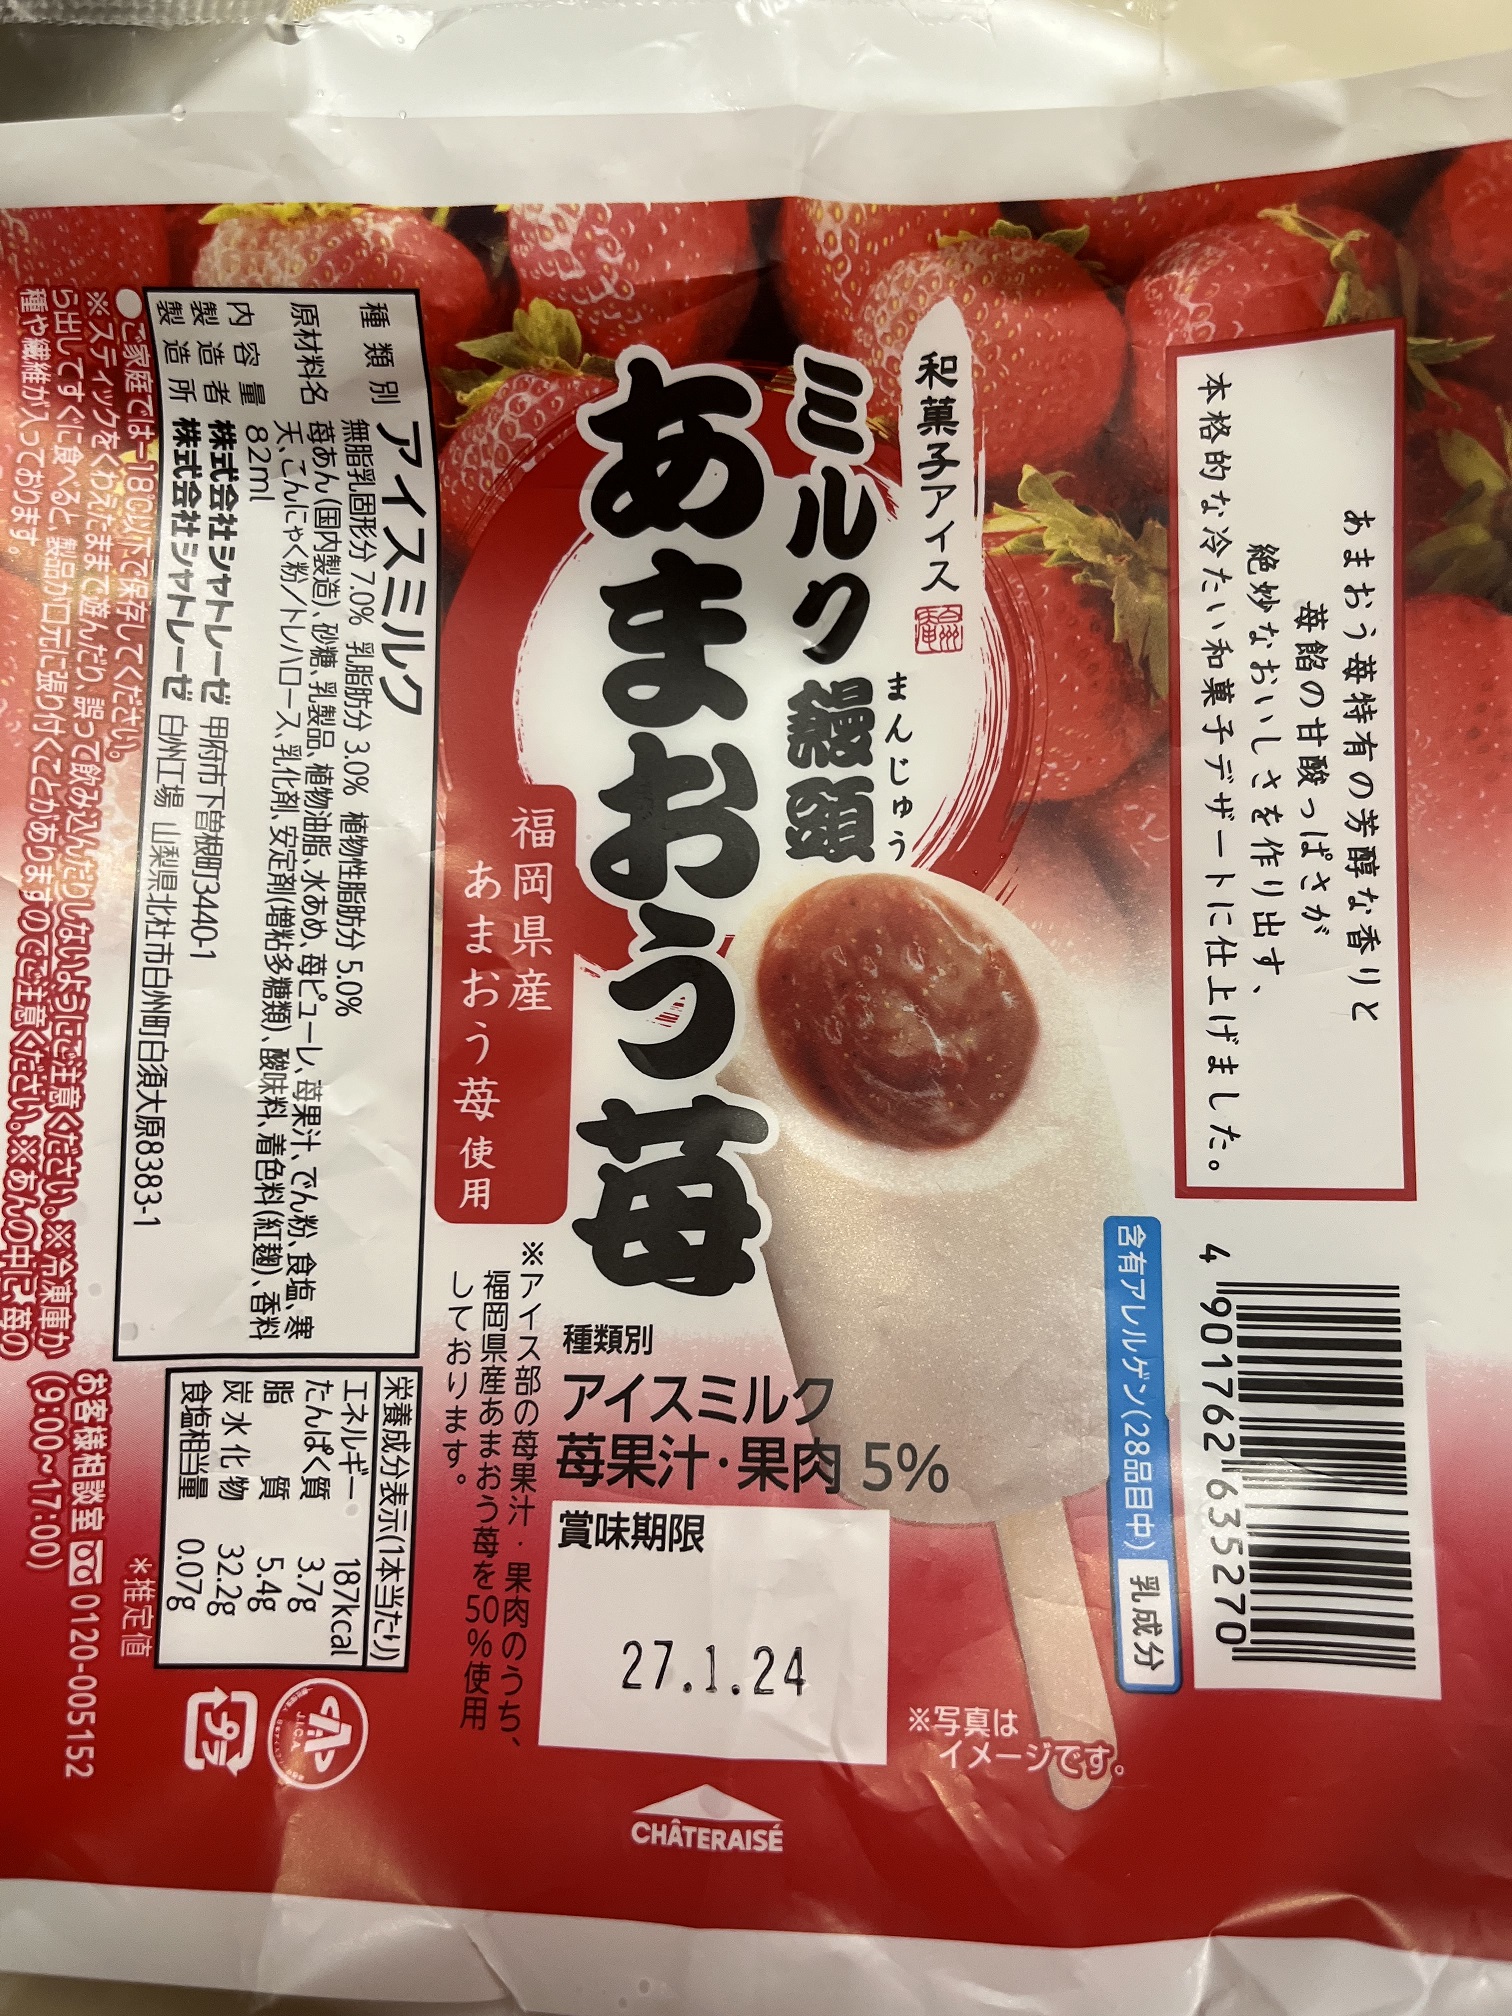 あまおう苺特有の芳醇な香りと
苺餡の甘酸っぱさが
絶妙なおいしさを作り出す、
本格的な冷たい和菓子デザートに仕上げました。
4 901762 635270
含有アレルゲン(28品目中) 乳成分
和菓子アイス
ミルク饅頭
まんじゅう
あまおう苺
福岡県産
あまおう苺使用
種類別
アイスミルク
苺果汁・果肉 5%
※アイス部の苺果汁・果肉のうち、
福岡県産あまおう苺を50%使用
しております。
賞味期限
27.1.24
※写真は
イメージです。
CHÂTERAISÉ
種類別 アイスミルク
無脂乳固形分 7.0% 乳脂肪分 3.0% 植物性脂肪分 5.0%
原材料名 苺あん(国内製造)、砂糖、乳製品、植物油脂、水あめ、苺ピューレ、苺果汁、でん粉、食塩、寒
天、こんにゃく粉/トレハロース、乳化剤、安定剤(増粘多糖類)、酸味料、着色料(紅麹)、香料
内容量 82ml
製造者 株式会社シャトレーゼ 甲府市下曽根町3440-1
製造所 株式会社シャトレーゼ 白州工場 山梨県北杜市白州町白須大原8383-1
●ご家庭では-18℃以下で保存してください。
※スティックをくわえたままで遊んだり、誤って飲み込んだりしないようにご注意ください。※冷凍庫か
ら出してすぐに食べると、製品が口元に張り付くことがありますのでご注意ください。※あんの中に苺の
種や繊維が入っております。
栄養成分表示(1本当たり)
エネルギー 187kcal
たんぱく質 3.7g
脂質 5.4g
炭水化物 32.2g
食塩相当量 0.07g
*推定値
お客様相談室 0120-005152
(9:00~17:00)
J.I.C.A
プラ